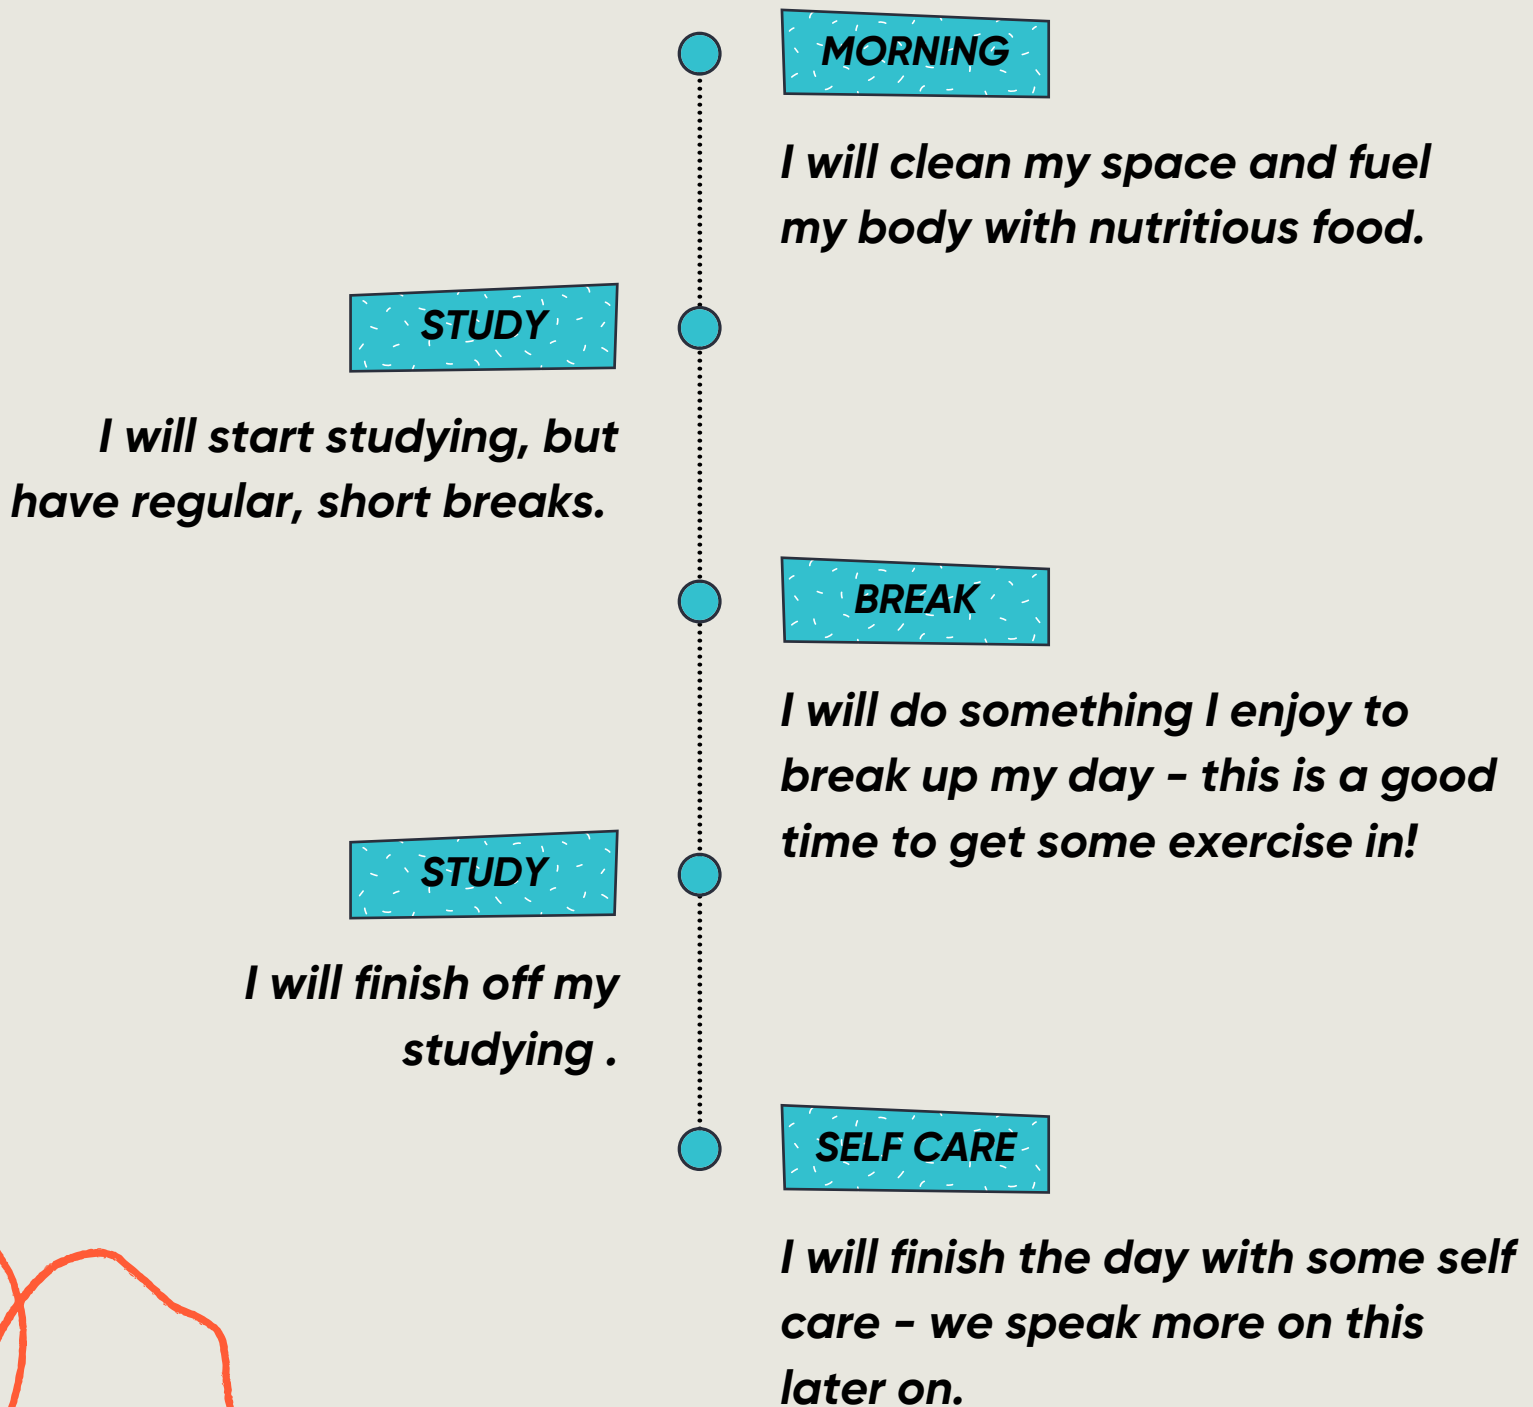 MORNING
I will clean my space and fuel
my body with nutritious food.
STUDY
I will start studying, but
have regular, short breaks.
BREAK
I will do something I enjoy to
break up my day - this is a good
time to get some exercise in!
STUDY
I will finish off my
studying .
SELF CARE
I will finish the day with some self
care - we speak more on this
later on.